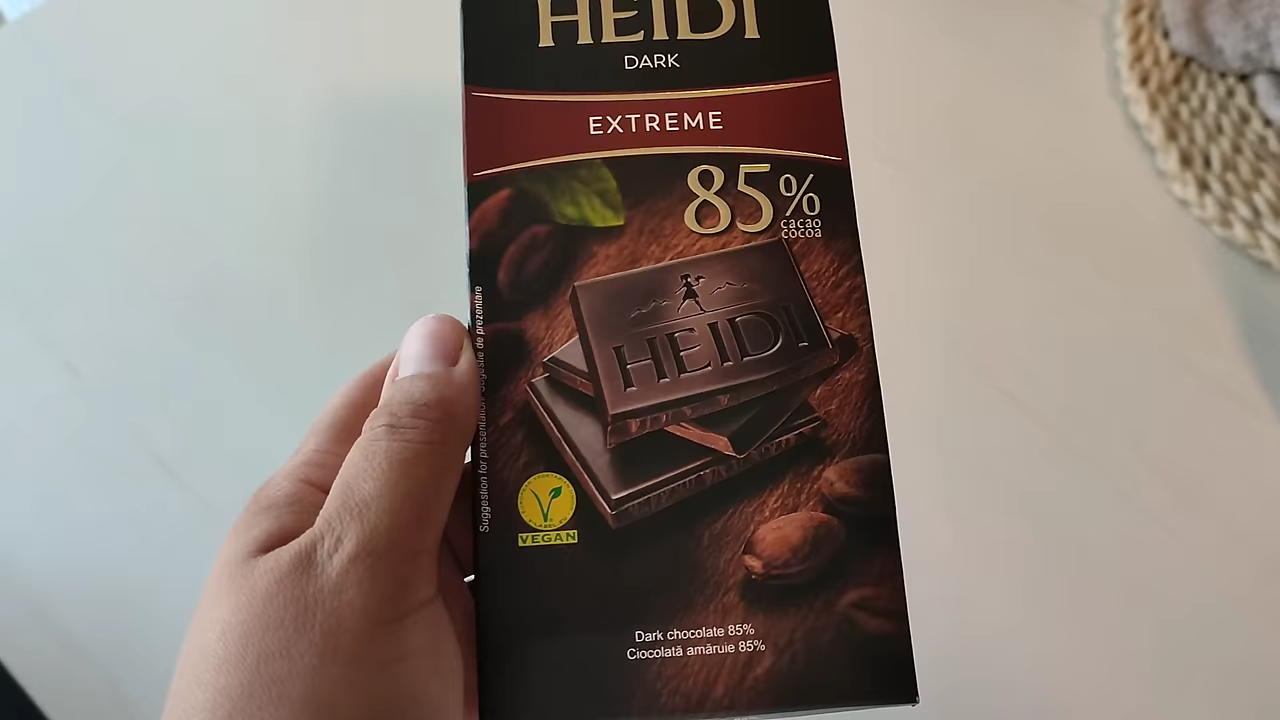 HEIDI
DARK
EXTREME
85%
cacao
cocoa
HEIDI
Suggestion for presentation/Sugestie de prezentare
VEGAN
Dark chocolate 85%
Ciocolată amăruie 85%